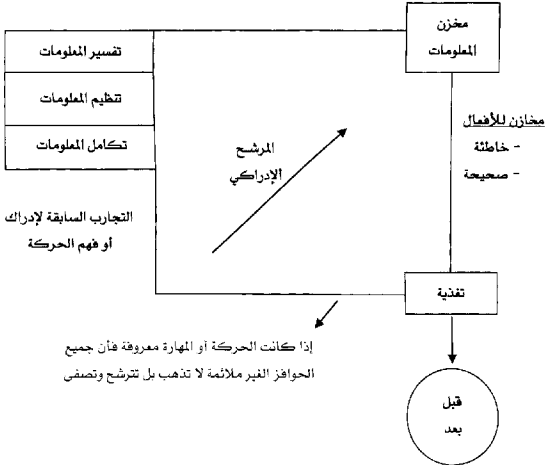 مخزن
المعلومات
تفسير المعلومات
تنظيم المعلومات
تكامل المعلومات
مخازن للأفعال
- خاطئة
- صحيحة
المرشح
الإدراكي
التجارب السابقة لإدراك
أو فهم الحركة
تغذية
إذا كانت الحركة أو المهارة معروفة فأن جميع
الحوافز الغير ملائمة لا تذهب بل تترشح وتصفى
قبل
بعد